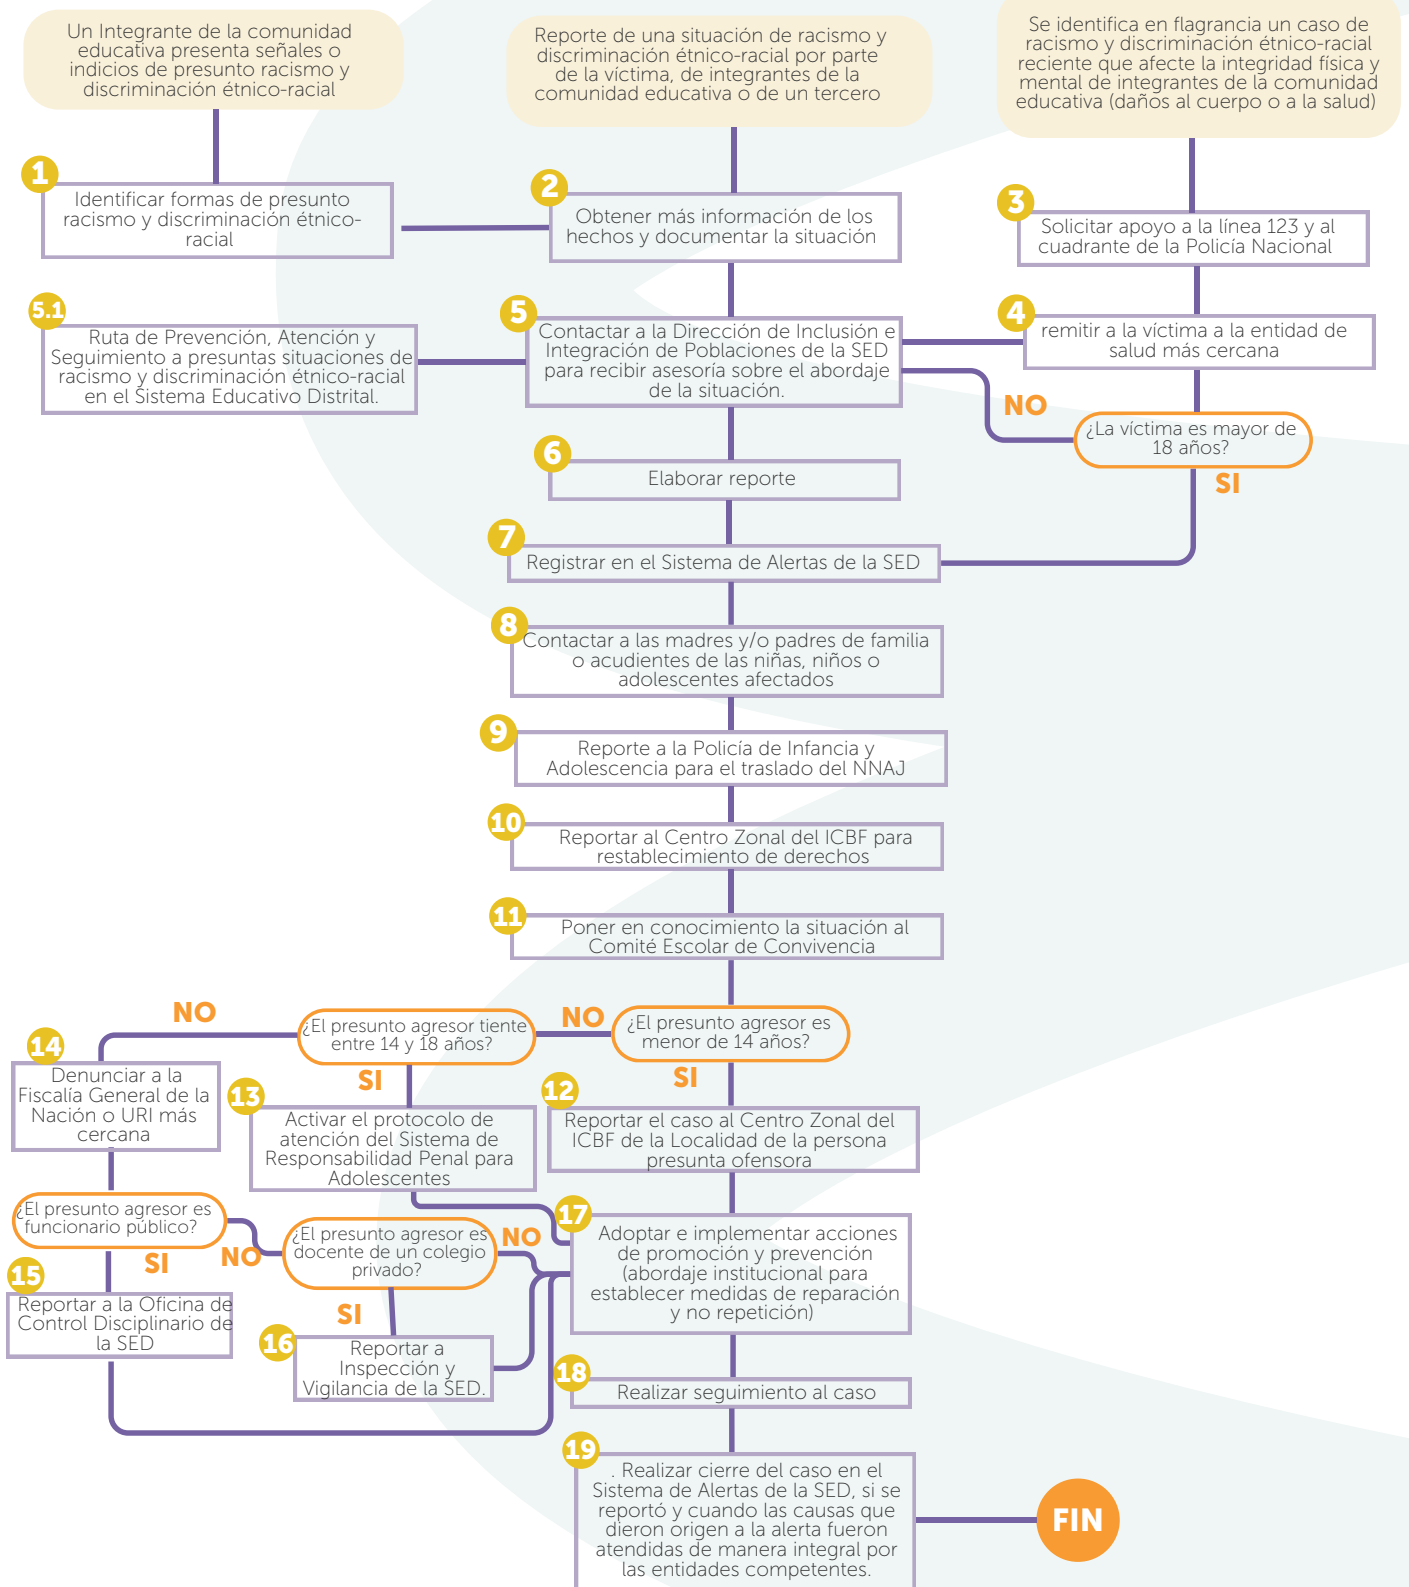 Un Integrante de la comunidad
educativa presenta señales o
indicios de presunto racismo y
discriminación étnico-racial
Reporte de una situación de racismo y
discriminación étnico-racial por parte
de la víctima, de integrantes de la
comunidad educativa o de un tercero
Se identifica en flagrancia un caso de
racismo y discriminación étnico-racial
reciente que afecte la integridad física y
mental de integrantes de la comunidad
educativa (daños al cuerpo o a la salud)
1
Identificar formas de presunto
racismo y discriminación étnico-
racial
2
Obtener más información de los
hechos y documentar la situación
3
Solicitar apoyo a la línea 123 y al
cuadrante de la Policía Nacional
5.1
Ruta de Prevención, Atención y
Seguimiento a presuntas situaciones de
racismo y discriminación étnico-racial
en el Sistema Educativo Distrital.
5
Contactar a la Dirección de Inclusión e
Integración de Poblaciones de la SED
para recibir asesoría sobre el abordaje
de la situación.
4
remitir a la víctima a la entidad de
salud más cercana
NO
¿La víctima es mayor de
18 años?
SI
6
Elaborar reporte
7
Registrar en el Sistema de Alertas de la SED
8
Contactar a las madres y/o padres de familia
o acudientes de las niñas, niños o
adolescentes afectados
9
Reporte a la Policía de Infancia y
Adolescencia para el traslado del NNAJ
10
Reportar al Centro Zonal del ICBF para
restablecimiento de derechos
11
Poner en conocimiento la situación al
Comité Escolar de Convivencia
NO
¿El presunto agresor tiente
entre 14 y 18 años?
NO
¿El presunto agresor es
menor de 14 años?
SI
SI
14
Denunciar a la
Fiscalía General de la
Nación o URI más
cercana
13
Activar el protocolo de
atención del Sistema de
Responsabilidad Penal para
Adolescentes
12
Reportar el caso al Centro Zonal del
ICBF de la Localidad de la persona
presunta ofensora
¿El presunto agresor es
funcionario público?
SI
NO
¿El presunto agresor es
docente de un colegio
privado?
NO
SI
17
Adoptar e implementar acciones
de promoción y prevención
(abordaje institucional para
establecer medidas de reparación
y no repetición)
15
Reportar a la Oficina de
Control Disciplinario de
la SED
16
Reportar a
Inspección y
Vigilancia de la SED.
18
Realizar seguimiento al caso
19
. Realizar cierre del caso en el
Sistema de Alertas de la SED, si se
reportó y cuando las causas que
dieron origen a la alerta fueron
atendidas de manera integral por
las entidades competentes.
FIN